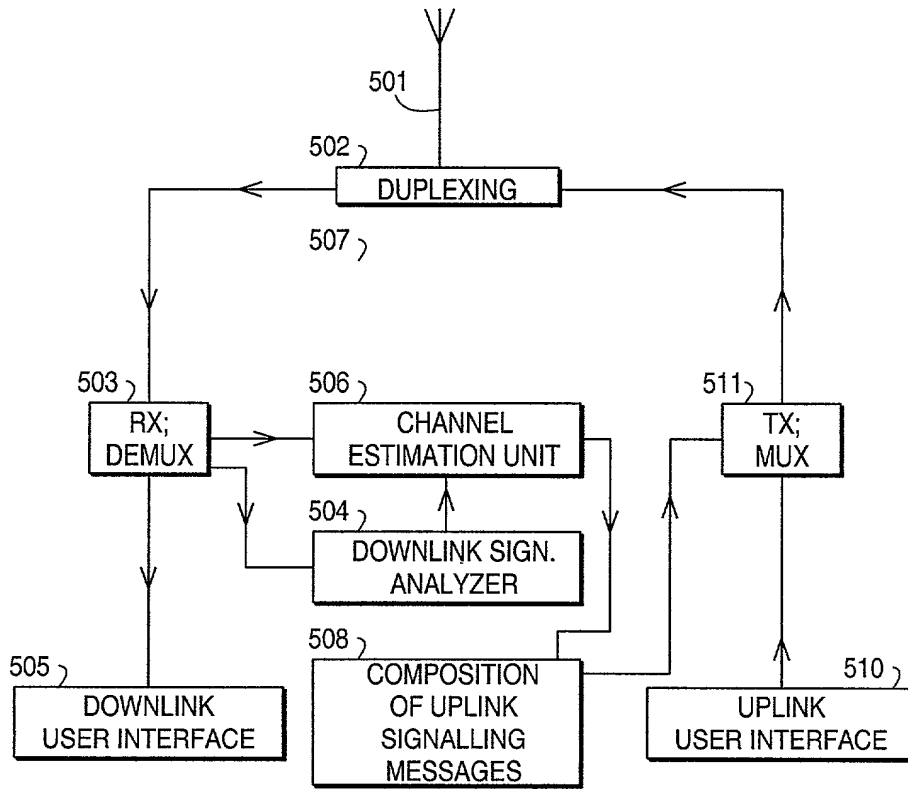 501
502
DUPLEXING
507
503
RX;
DEMUX
506
CHANNEL
ESTIMATION UNIT
511
TX;
MUX
504
DOWNLINK SIGN.
ANALYZER
505
DOWNLINK
USER INTERFACE
508
COMPOSITION
OF UPLINK
SIGNALLING
MESSAGES
510
UPLINK
USER INTERFACE